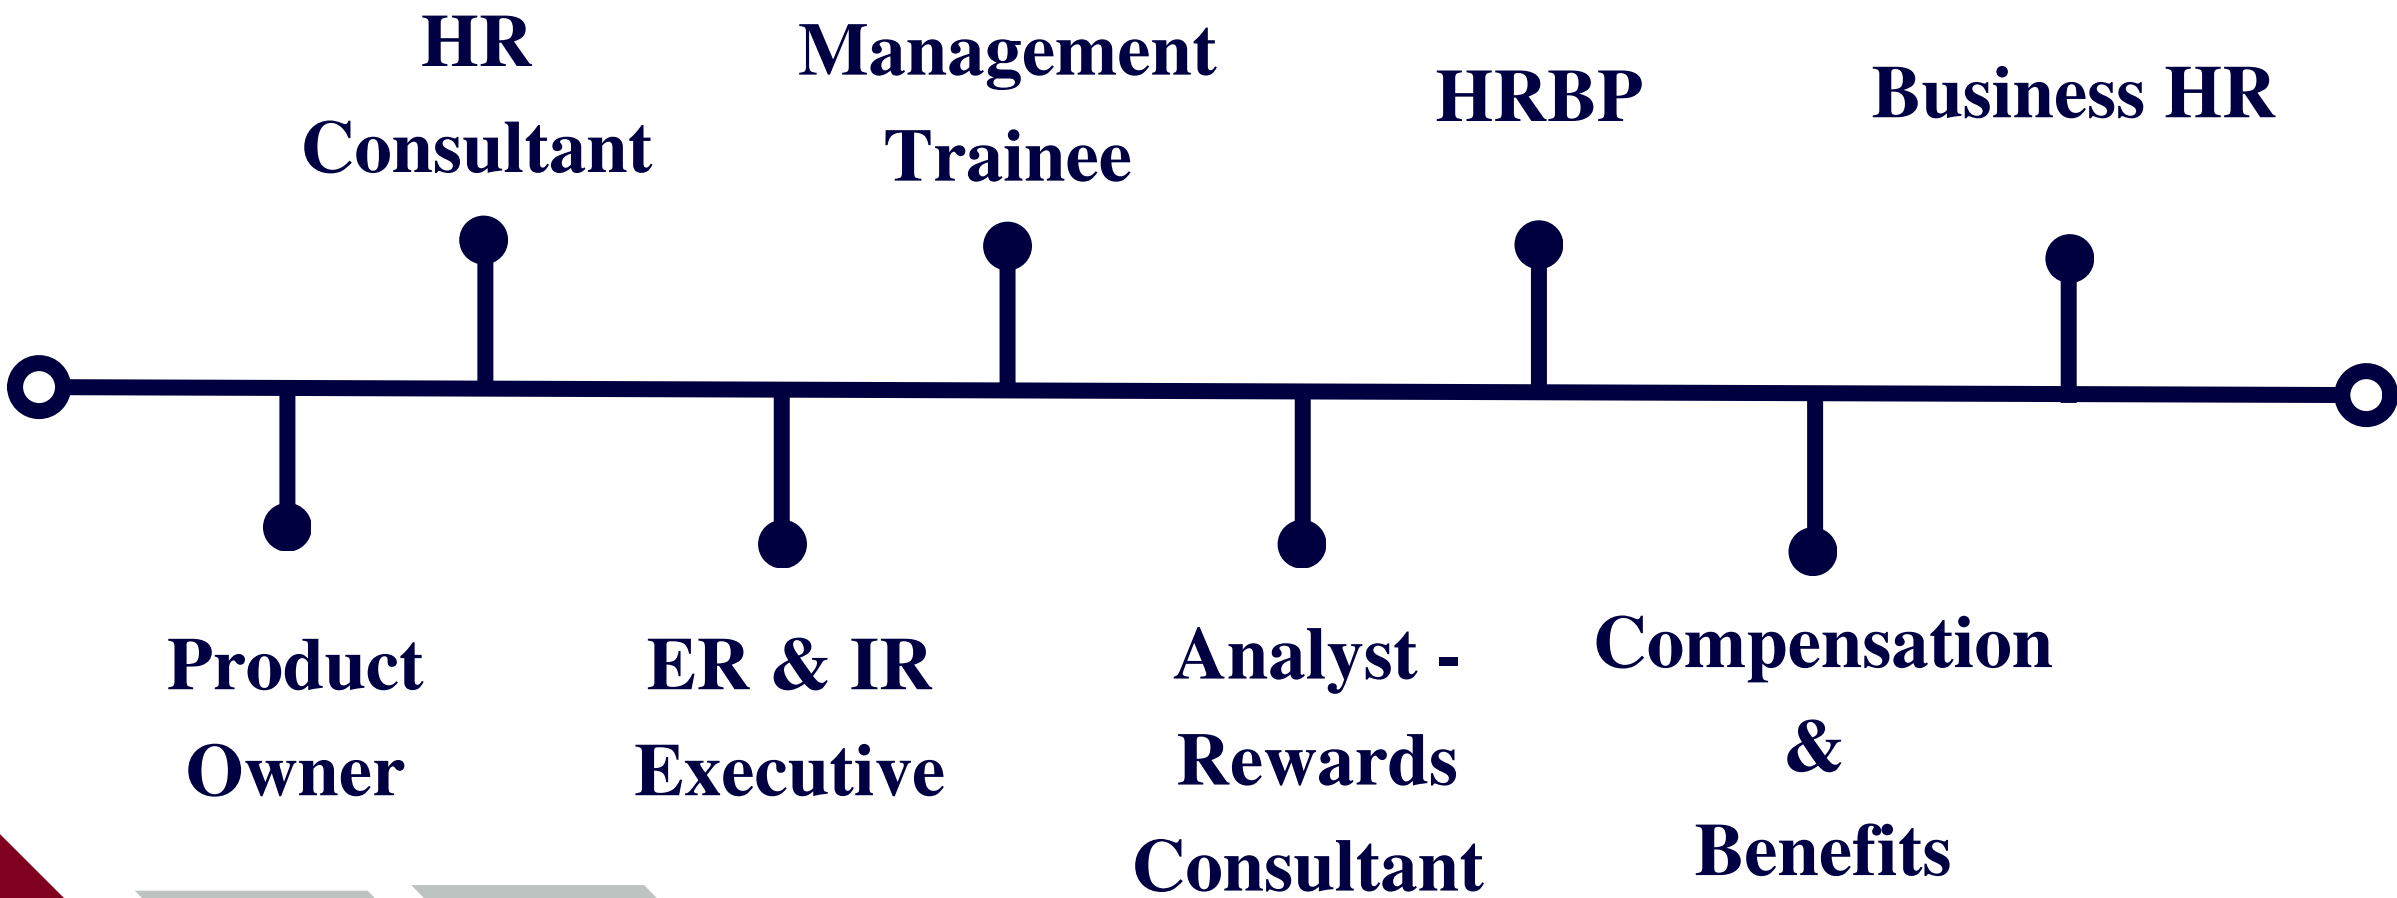 HR
Consultant
Management
Trainee
HRBP
Business HR
Product
Owner
ER & IR
Executive
Analyst -
Rewards
Consultant
Compensation
&
Benefits